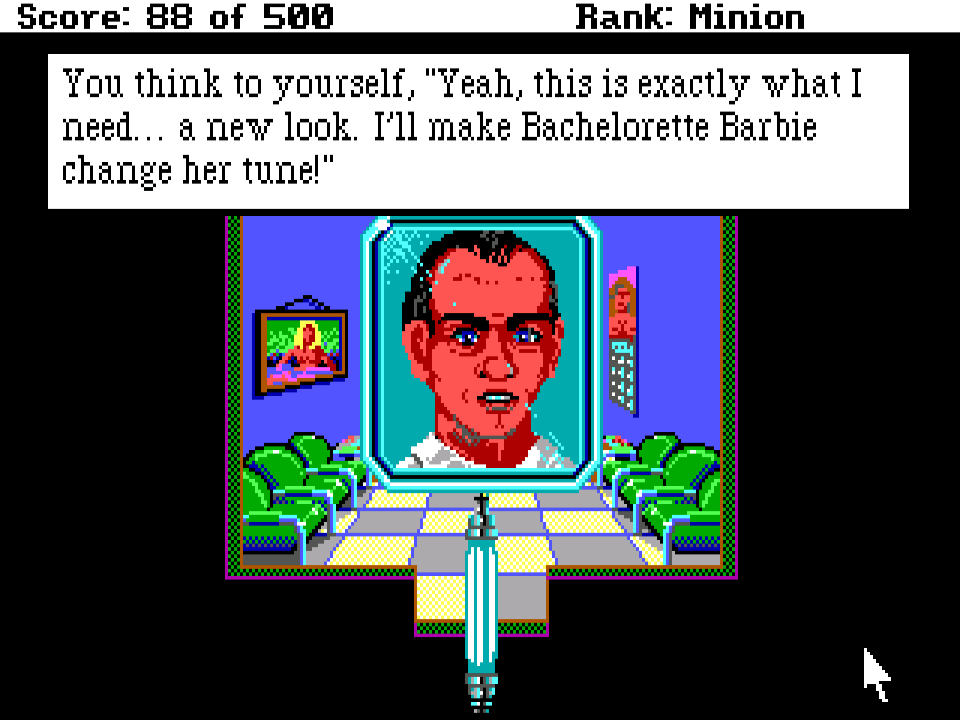 Score: 88 of 500 Rank: Minion
You think to yourself, "Yeah, this is exactly what I
need... a new look. I'll make Bachelorette Barbie
change her tune!"